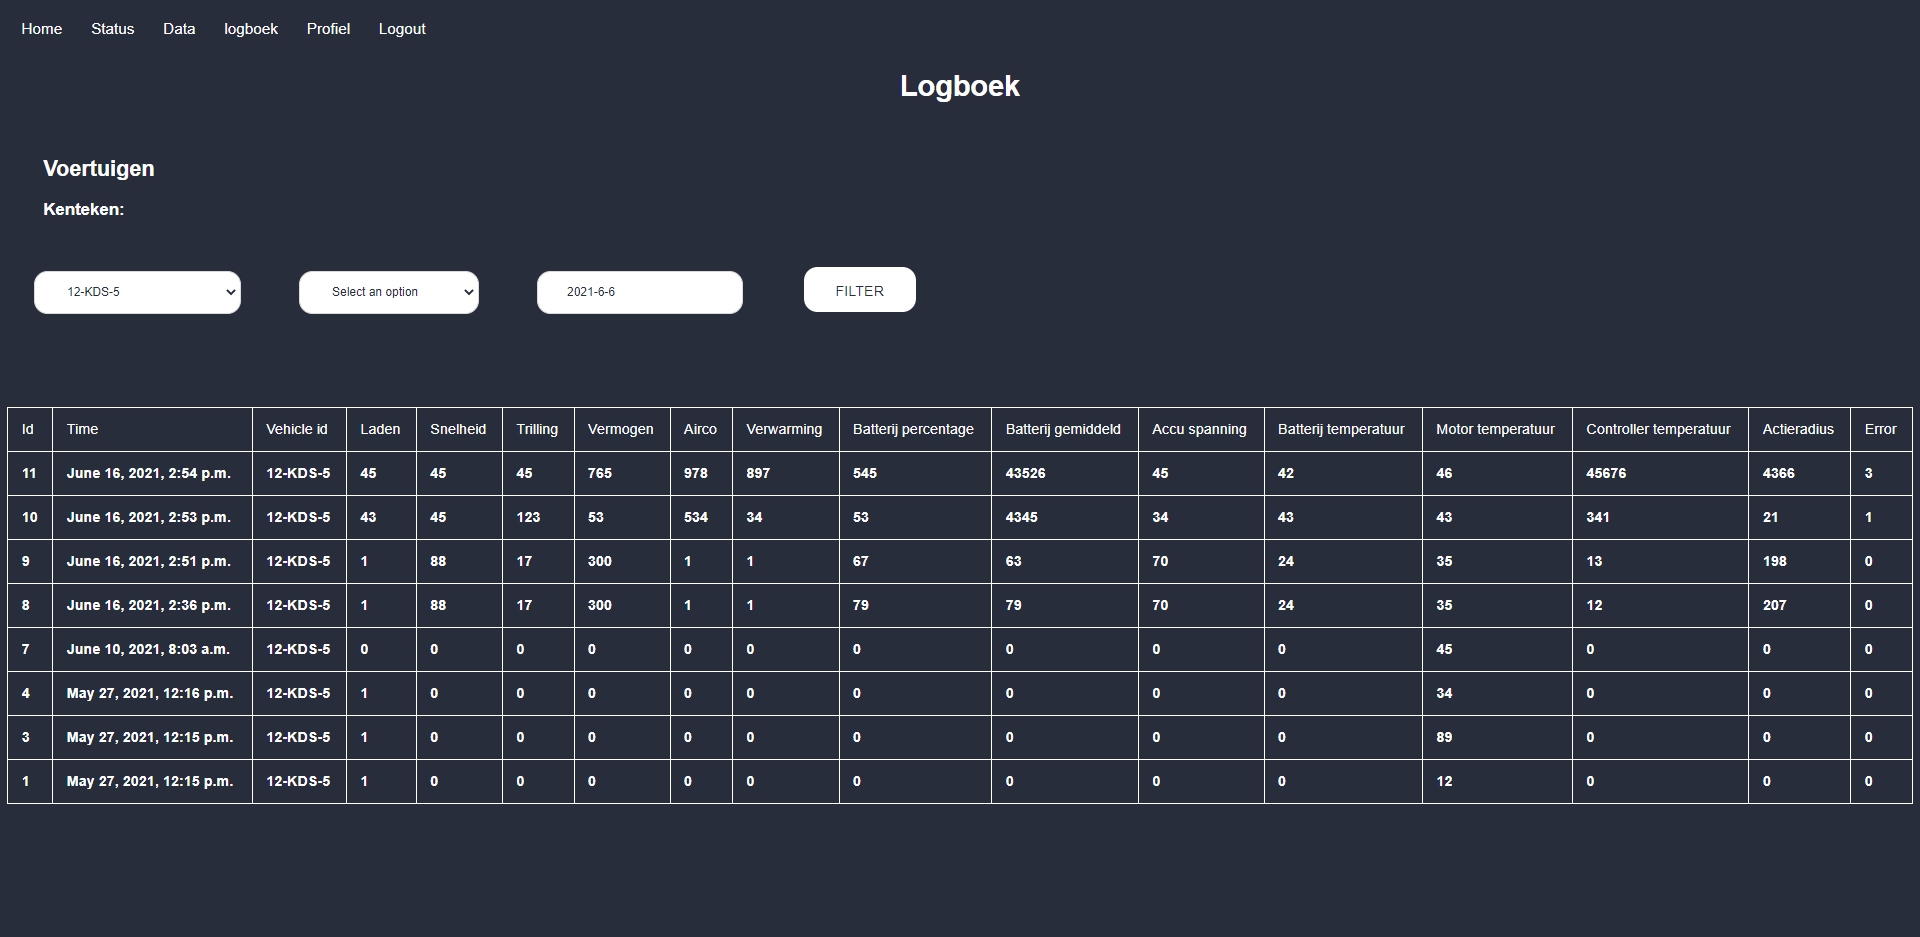 Home Status Data logboek Profiel Logout
Logboek
Voertuigen
Kenteken:
12-KDS-5 Select an option 2021-6-6 FILTER
Id Time Vehicle id Laden Snelheid Trilling Vermogen Airco Verwarming Batterij percentage Batterij gemiddeld Accu spanning Batterij temperatuur Motor temperatuur Controller temperatuur Actieradius Error
11 June 16, 2021, 2:54 p.m. 12-KDS-5 45 45 45 765 978 897 545 43526 45 42 46 45676 4366 3
10 June 16, 2021, 2:53 p.m. 12-KDS-5 43 45 123 53 534 34 53 4345 34 43 43 341 21 1
9 June 16, 2021, 2:51 p.m. 12-KDS-5 1 88 17 300 1 1 67 63 70 24 35 13 198 0
8 June 16, 2021, 2:36 p.m. 12-KDS-5 1 88 17 300 1 1 79 79 70 24 35 12 207 0
7 June 10, 2021, 8:03 a.m. 12-KDS-5 0 0 0 0 0 0 0 0 0 0 45 0 0 0
4 May 27, 2021, 12:16 p.m. 12-KDS-5 1 0 0 0 0 0 0 0 0 0 34 0 0 0
3 May 27, 2021, 12:15 p.m. 12-KDS-5 1 0 0 0 0 0 0 0 0 0 89 0 0 0
1 May 27, 2021, 12:15 p.m. 12-KDS-5 1 0 0 0 0 0 0 0 0 0 12 0 0 0